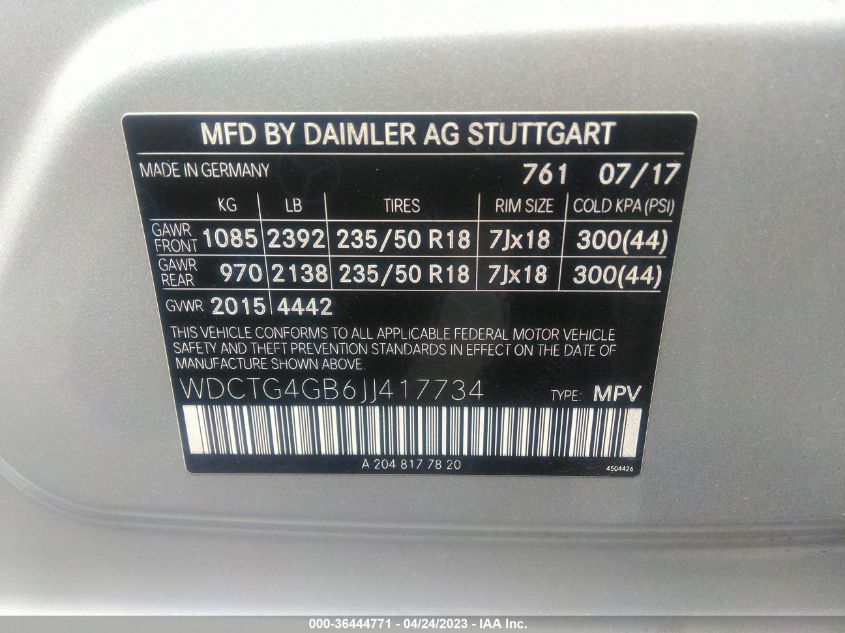 MFD BY DAIMLER AG STUTTGART
MADE IN GERMANY 761 07/17
KG LB TIRES RIM SIZE COLD KPA (PSI)
GAWR FRONT 1085 2392 235/50 R18 7Jx18 300(44)
GAWR REAR 970 2138 235/50 R18 7Jx18 300(44)
GVWR 2015 4442
THIS VEHICLE CONFORMS TO ALL APPLICABLE FEDERAL MOTOR VEHICLE
SAFETY AND THEFT PREVENTION STANDARDS IN EFFECT ON THE DATE OF
MANUFACTURE SHOWN ABOVE.
WDCTG4GB6JJ417734 TYPE: MPV
A 204 817 78 20 4504426
000-36444771 - 04/24/2023 - IAA Inc.